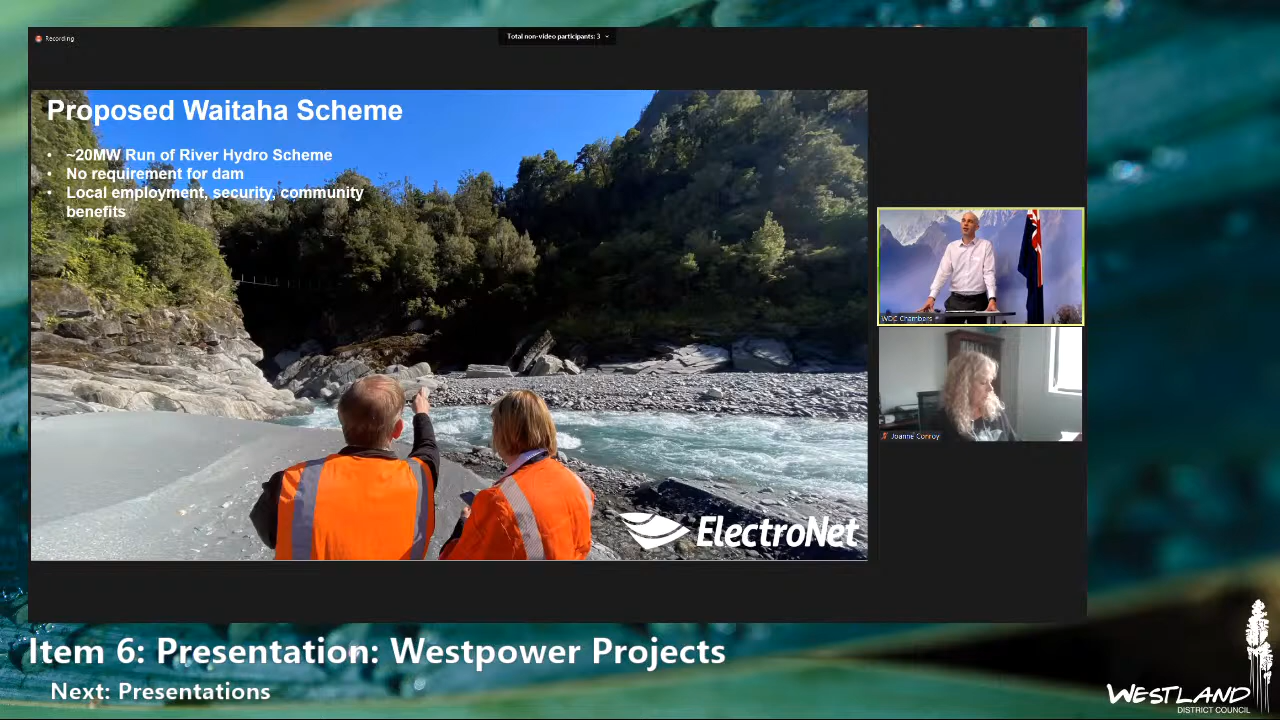 Recording
Total non-video participants: 3
Proposed Waitaha Scheme
• ~20MW Run of River Hydro Scheme
• No requirement for dam
• Local employment, security, community
benefits
ElectroNet
WDC Chambers
Joanne Conroy
Item 6: Presentation: Westpower Projects
Next: Presentations
WESTLAND
DISTRICT COUNCIL